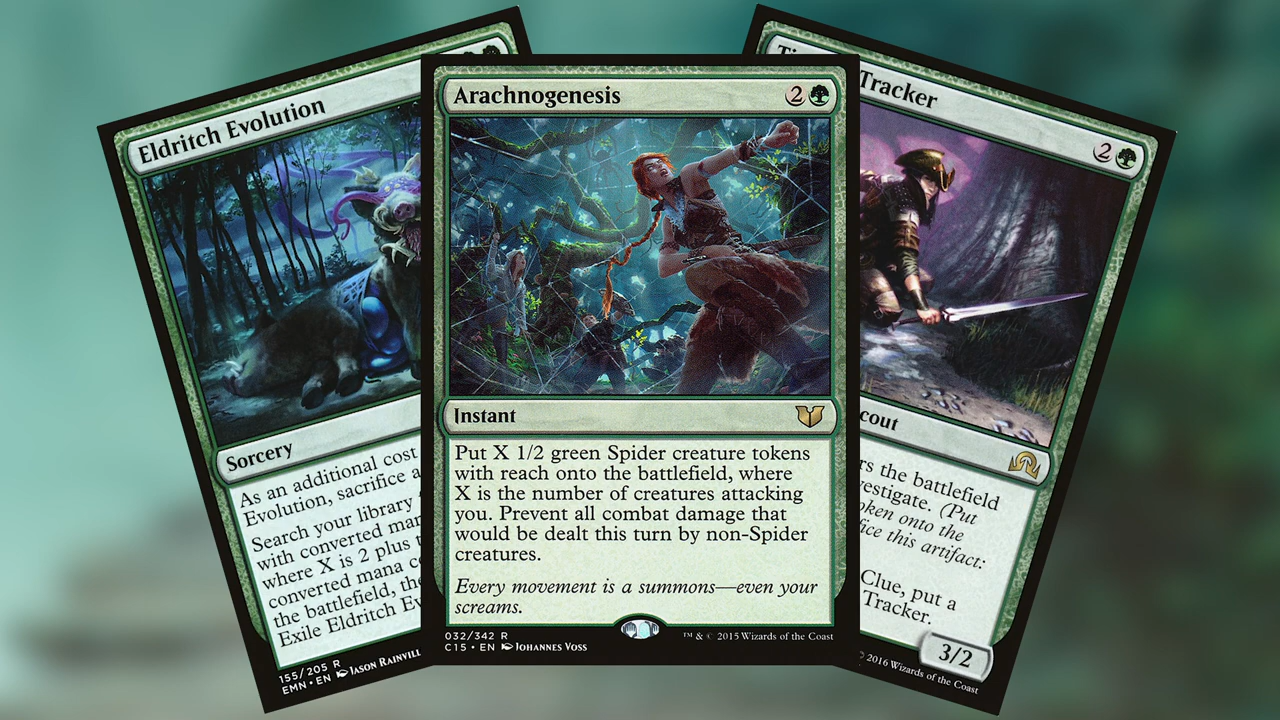 Eldritch Evolution
Sorcery
As an additional cost
Evolution, sacrifice a
Search your library
with converted mar
where X is 2 plus t
converted mana c
the battlefield, the
Exile Eldritch Ev
155/205 R
EMN • EN JASON RAINVILL
Arachnogenesis
2
Instant
Put X 1/2 green Spider creature tokens
with reach onto the battlefield, where
X is the number of creatures attacking
you. Prevent all combat damage that
would be dealt this turn by non-Spider
creatures.
Every movement is a summons—even your
screams.
032/342 R
C15 • EN JOHANNES VOSS
™ & © 2015 Wizards of the Coast
Tracker
2
cout
rs the battlefield
vestigate. (Put
oken onto the
fice this artifact:
Clue, put a
Tracker.
3/2
© 2016 Wizards of the Coast